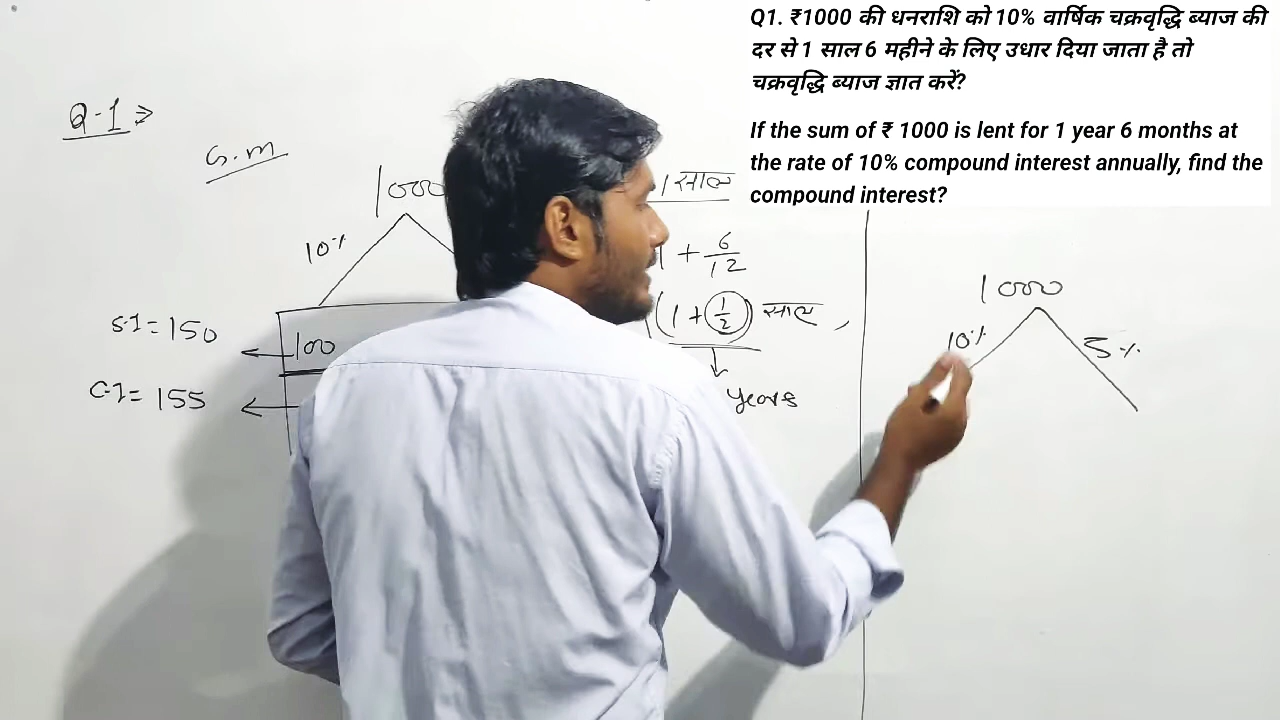 Q1. ₹1000 की धनराशि को 10% वार्षिक चक्रवृद्धि ब्याज की
दर से 1 साल 6 महीने के लिए उधार दिया जाता है तो
चक्रवृद्धि ब्याज ज्ञात करें?
If the sum of ₹ 1000 is lent for 1 year 6 months at
the rate of 10% compound interest annually, find the
compound interest?
Q-1 ⇒
G.M
1000
10%
S.I = 150
100
C.I = 155
1 साल
1 + 6/12
(1 + 1/2) साल,
years
1000
10%
5%